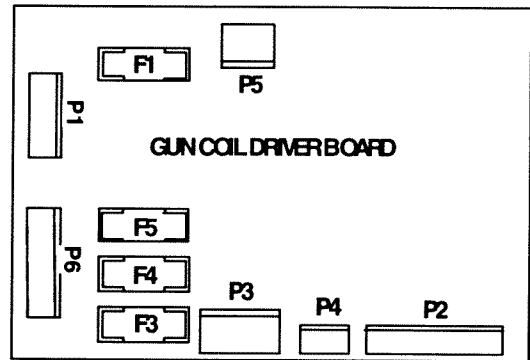 F1
P5
P1
GUN COIL DRIVER BOARD
F5
P6
F4
P3
P4
P2
F3